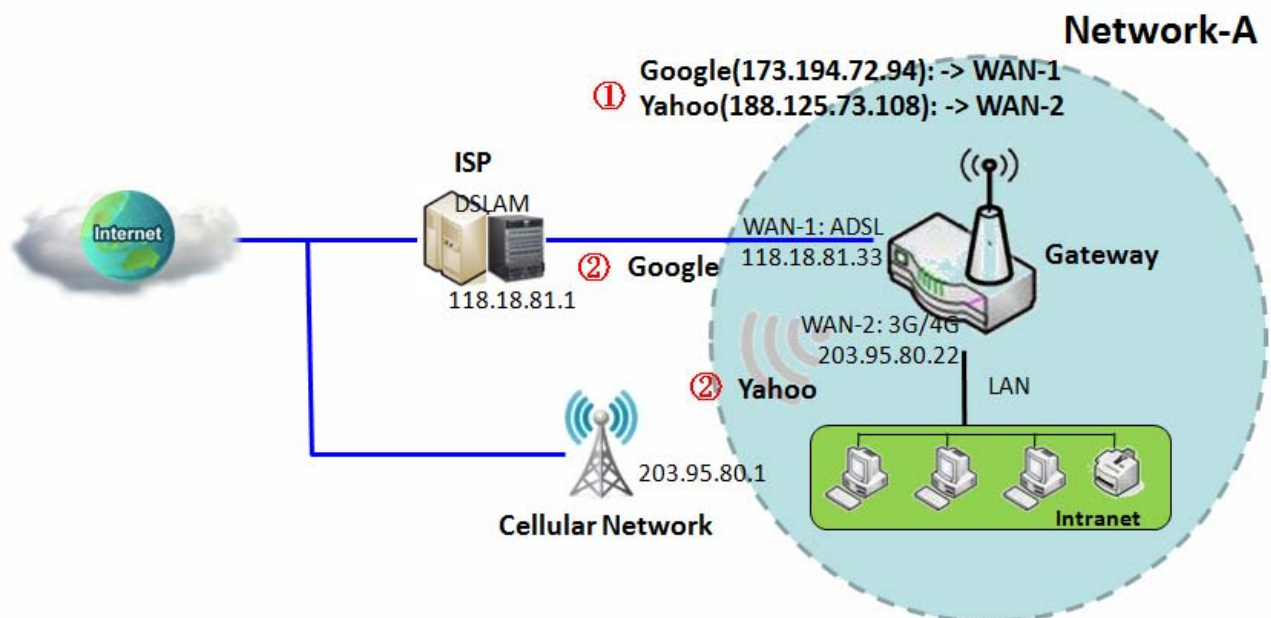 Network-A
① Google(173.194.72.94): -> WAN-1
Yahoo(188.125.73.108): -> WAN-2
ISP
DSLAM
Internet
118.18.81.1
② Google
WAN-1: ADSL
118.18.81.33
Gateway
WAN-2: 3G/4G
203.95.80.22
② Yahoo
LAN
203.95.80.1
Cellular Network
Intranet